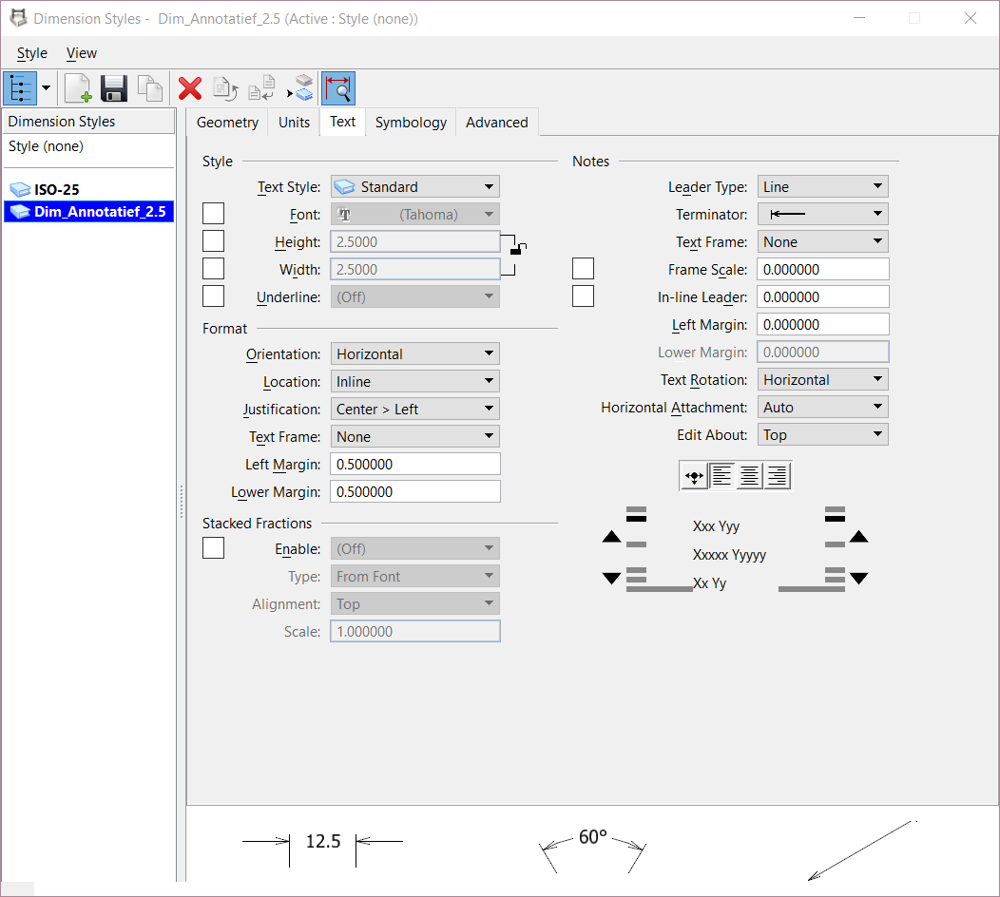 Dimension Styles - Dim_Annotatief_2.5 (Active : Style (none))
Style View
Dimension Styles
Style (none)
ISO-25
Dim_Annotatief_2.5
Geometry Units Text Symbology Advanced
Style
Text Style: Standard
Font: (Tahoma)
Height: 2.5000
Width: 2.5000
Underline: (Off)
Format
Orientation: Horizontal
Location: Inline
Justification: Center > Left
Text Frame: None
Left Margin: 0.500000
Lower Margin: 0.500000
Stacked Fractions
Enable: (Off)
Type: From Font
Alignment: Top
Scale: 1.000000
Notes
Leader Type: Line
Terminator:
Text Frame: None
Frame Scale: 0.000000
In-line Leader: 0.000000
Left Margin: 0.000000
Lower Margin: 0.000000
Text Rotation: Horizontal
Horizontal Attachment: Auto
Edit About: Top
Xxx Yyy
Xxxxx Yyyyy
Xx Yy
12.5 60°